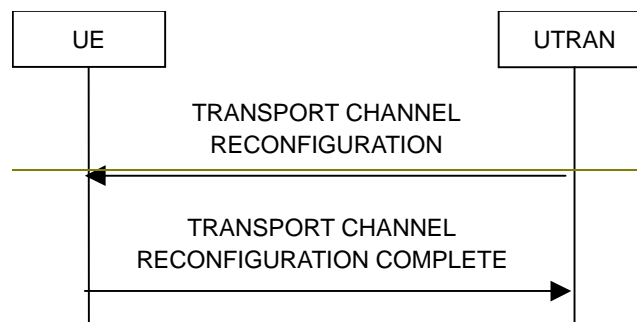 UE
UTRAN
TRANSPORT CHANNEL
RECONFIGURATION
TRANSPORT CHANNEL
RECONFIGURATION COMPLETE